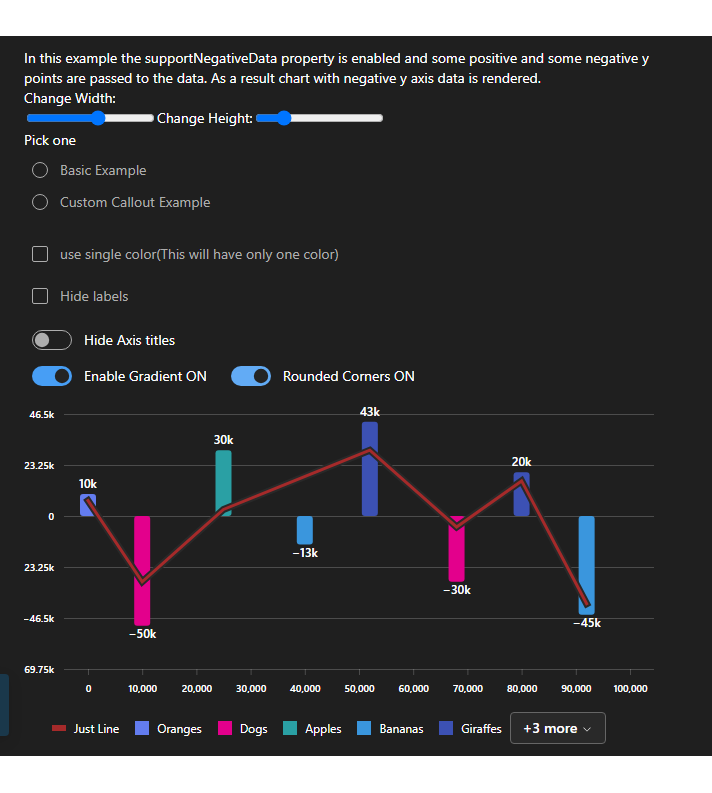 In this example the supportNegativeData property is enabled and some positive and some negative y
points are passed to the data. As a result chart with negative y axis data is rendered.
Change Width:
Change Height:
Pick one
Basic Example
Custom Callout Example
use single color(This will have only one color)
Hide labels
Hide Axis titles
Enable Gradient ON Rounded Corners ON
46.5k
23.25k
0
23.25k
−46.5k
69.75k
10k
−50k
30k
−13k
43k
−30k
20k
−45k
0 10,000 20,000 30,000 40,000 50,000 60,000 70,000 80,000 90,000 100,000
Just Line Oranges Dogs Apples Bananas Giraffes +3 more